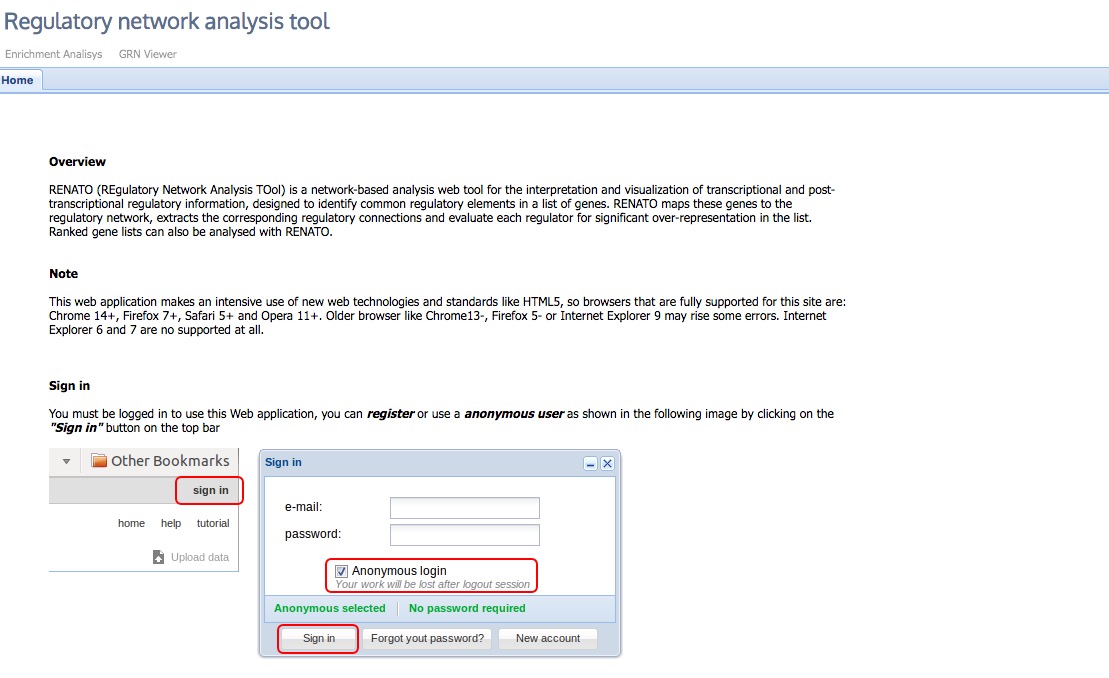 Regulatory network analysis tool
Enrichment Analisys GRN Viewer
Home
Overview
RENATO (REgulatory Network Analysis TOol) is a network-based analysis web tool for the interpretation and visualization of transcriptional and post-
transcriptional regulatory information, designed to identify common regulatory elements in a list of genes. RENATO maps these genes to the
regulatory network, extracts the corresponding regulatory connections and evaluate each regulator for significant over-representation in the list.
Ranked gene lists can also be analysed with RENATO.
Note
This web application makes an intensive use of new web technologies and standards like HTML5, so browsers that are fully supported for this site are:
Chrome 14+, Firefox 7+, Safari 5+ and Opera 11+. Older browser like Chrome13-, Firefox 5- or Internet Explorer 9 may rise some errors. Internet
Explorer 6 and 7 are no supported at all.
Sign in
You must be logged in to use this Web application, you can register or use a anonymous user as shown in the following image by clicking on the
"Sign in" button on the top bar
Other Bookmarks
sign in
home help tutorial
Upload data
Sign in
e-mail:
password:
Anonymous login
Your work will be lost after logout session
Anonymous selected No password required
Sign in Forgot yout password? New account